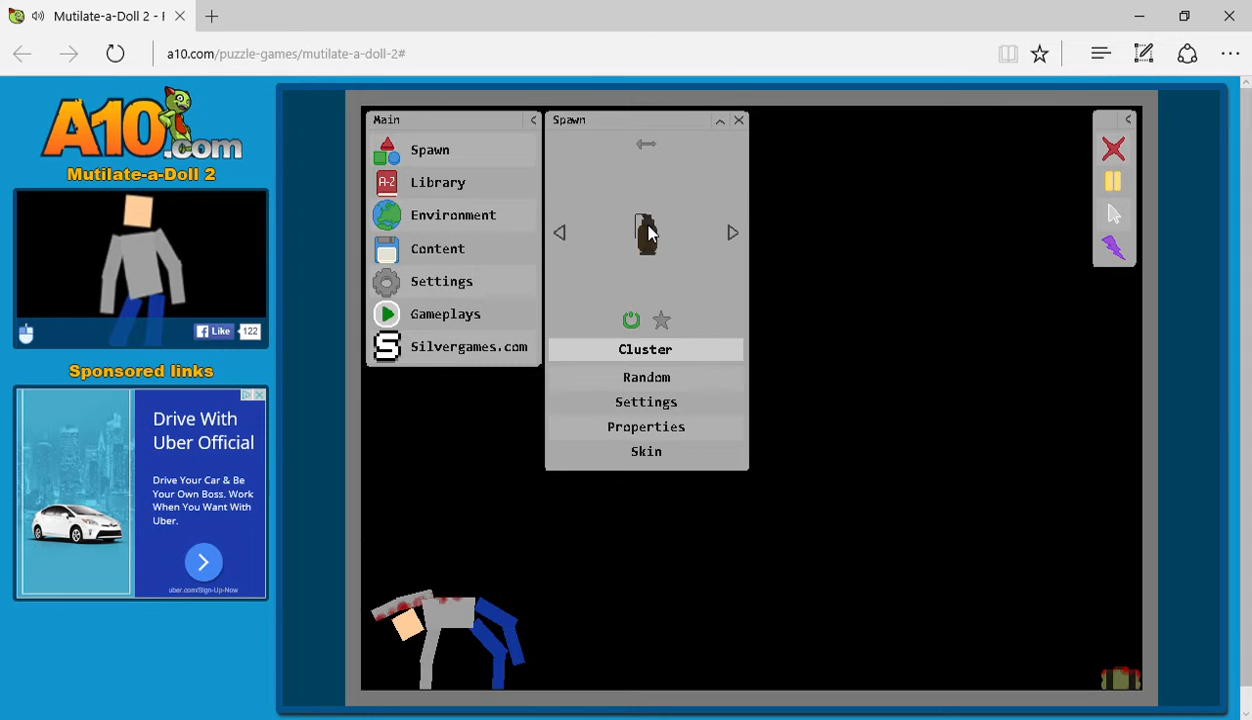 Mutilate-a-Doll 2 - F
a10.com/puzzle-games/mutilate-a-doll-2#
A10.com
Mutilate-a-Doll 2
Like
122
Sponsored links
Drive With
Uber Official
Drive Your Car & Be
Your Own Boss. Work
When You Want With
Uber.
uber.com/Sign-Up-Now
Main
Spawn
A-Z
Library
Environment
Content
Settings
Gameplays
S
Silvergames.com
Spawn
Cluster
Random
Settings
Properties
Skin